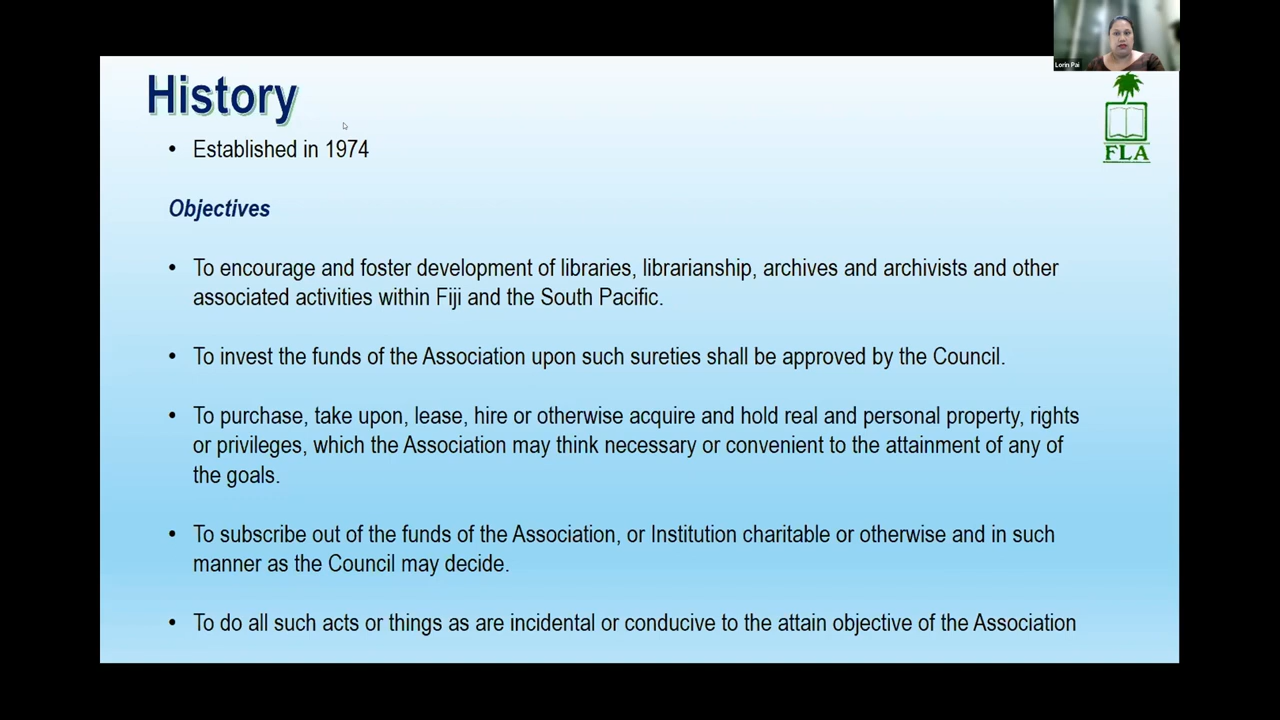 Lorin Pai
History
FLA
• Established in 1974
Objectives
• To encourage and foster development of libraries, librarianship, archives and archivists and other
associated activities within Fiji and the South Pacific.
• To invest the funds of the Association upon such sureties shall be approved by the Council.
• To purchase, take upon, lease, hire or otherwise acquire and hold real and personal property, rights
or privileges, which the Association may think necessary or convenient to the attainment of any of
the goals.
• To subscribe out of the funds of the Association, or Institution charitable or otherwise and in such
manner as the Council may decide.
• To do all such acts or things as are incidental or conducive to the attain objective of the Association